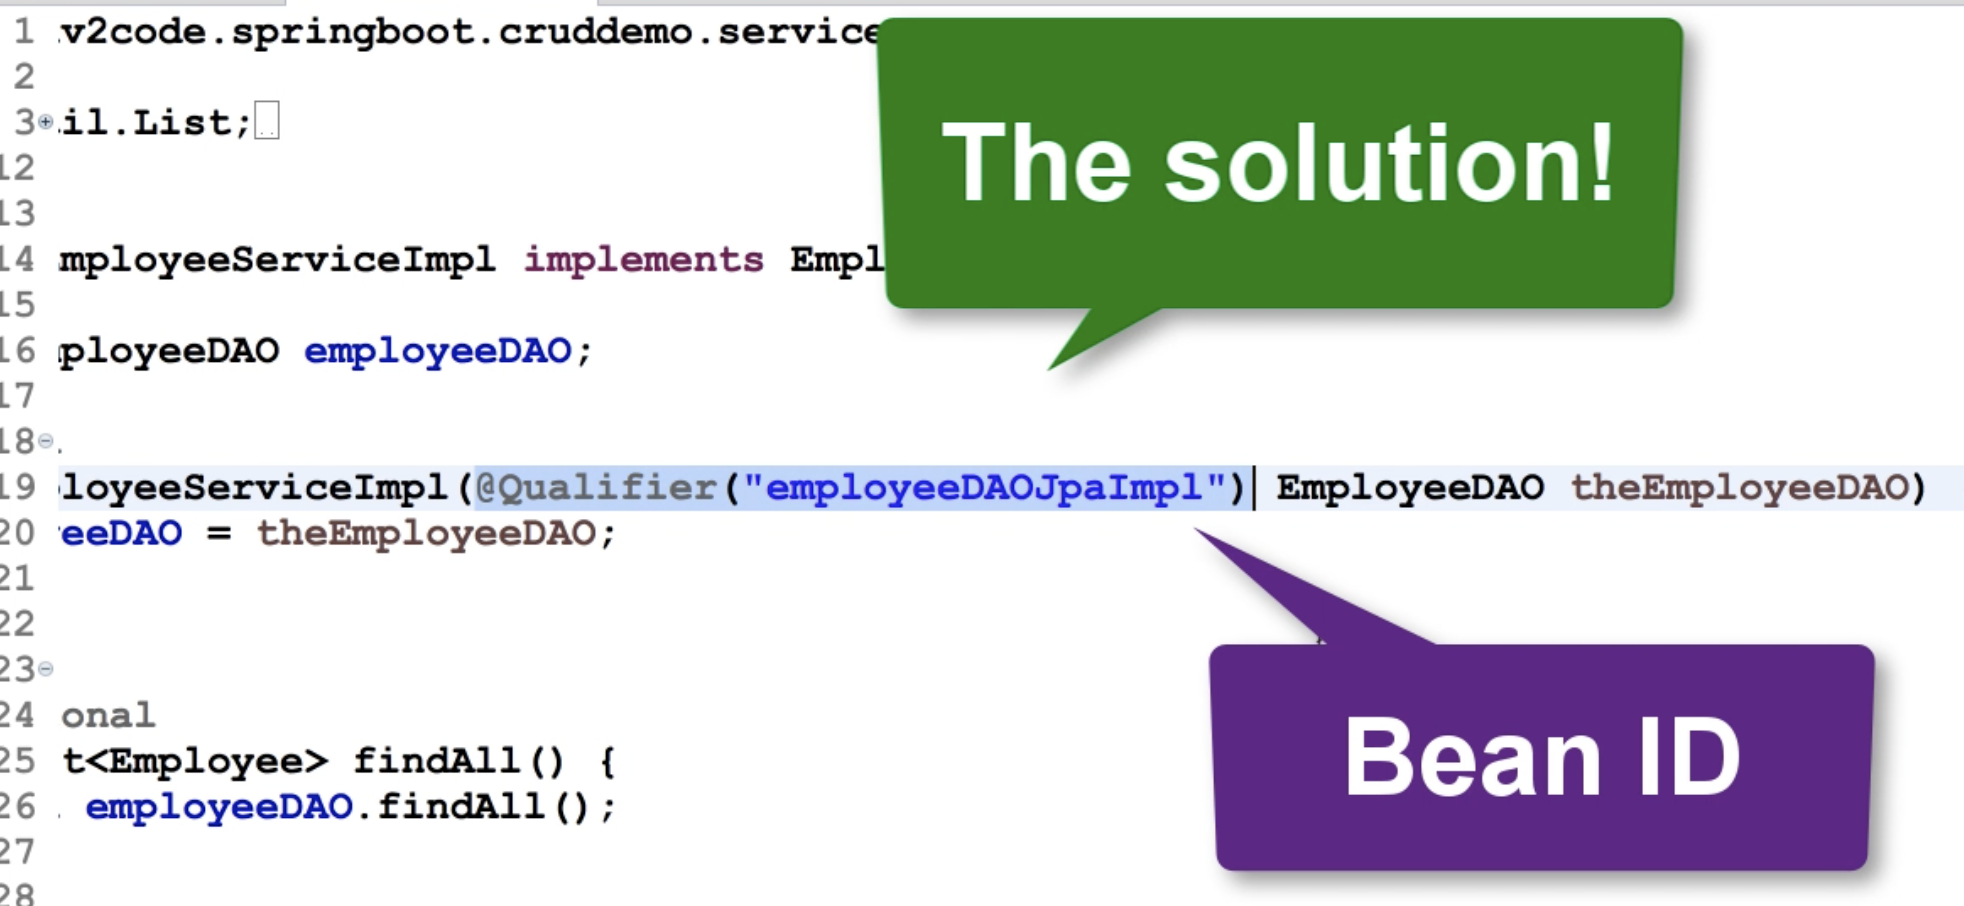 1 .v2code.springboot.cruddemo.service
2
3 il.List;
12
13
14 mployeeServiceImpl implements Empl
15
16 ployeeDAO employeeDAO;
17
18
19 loyeeServiceImpl(@Qualifier("employeeDAOJpaImpl") EmployeeDAO theEmployeeDAO)
20 eeDAO = theEmployeeDAO;
21
22
23
24 onal
25 t<Employee> findAll() {
26 employeeDAO.findAll();
27
28
The solution!
Bean ID